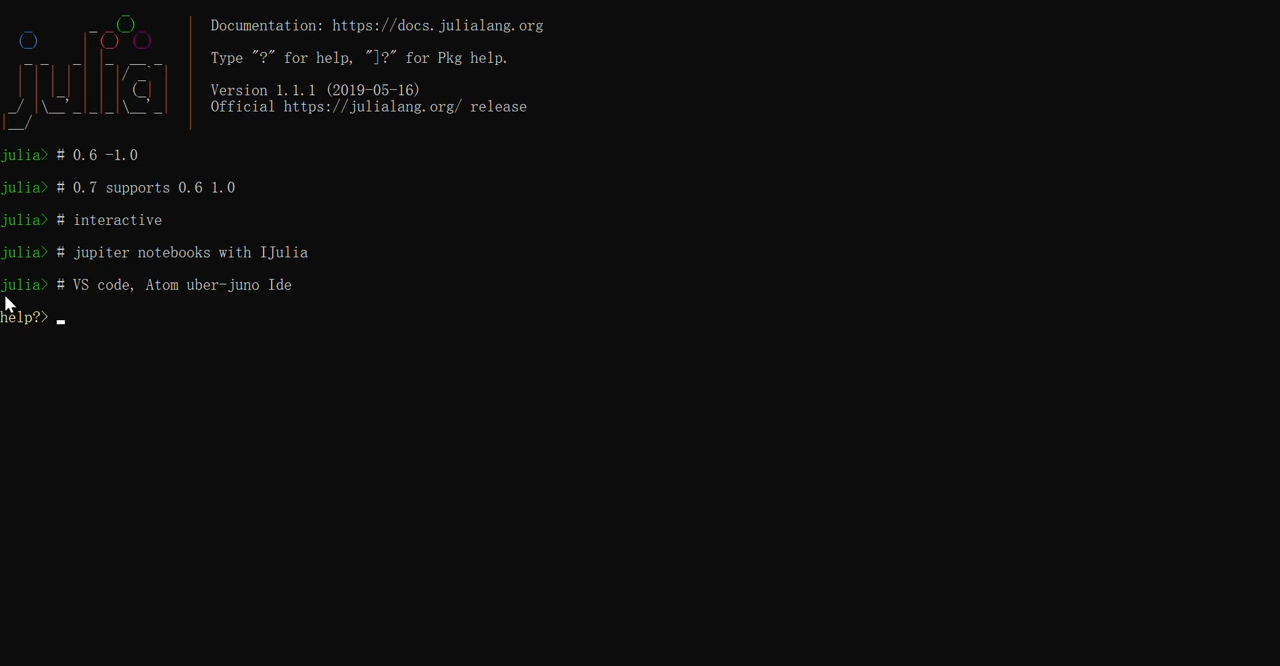 Documentation: https://docs.julialang.org
Type "?" for help, "]?" for Pkg help.
Version 1.1.1 (2019-05-16)
Official https://julialang.org/ release
julia> # 0.6 -1.0
julia> # 0.7 supports 0.6 1.0
julia> # interactive
julia> # jupiter notebooks with IJulia
julia> # VS code, Atom uber-juno Ide
help?>